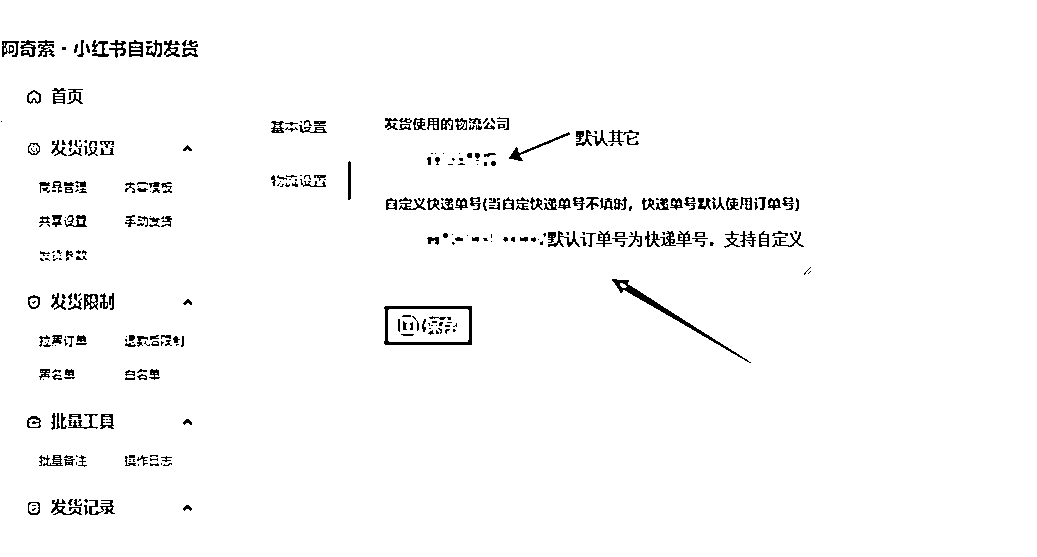 阿奇索·小红书自动发货
首页
发货设置
商品管理 内容模板
共享设置 手动发货
发货参数
发货限制
拉黑订单 退款后限制
黑名单 白名单
批量工具
批量备注 操作日志
发货记录
基本设置
物流设置
发货使用的物流公司
默认其它
自定义快递单号(当自定快递单号不填时，快递单号默认使用订单号)
默认订单号为快递单号．支持自定义
保存